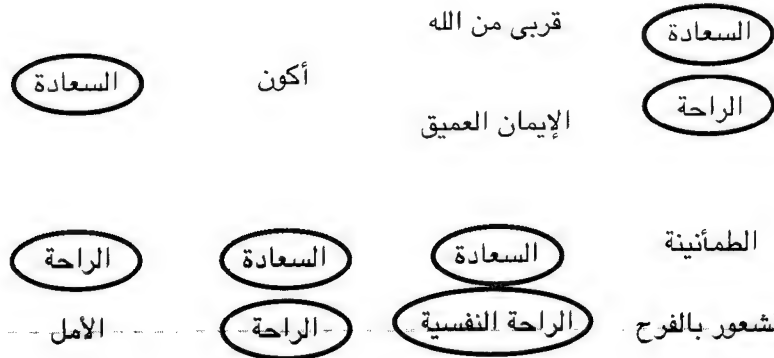 السعادة قربى من الله
السعادة أكون
الراحة الإيمان العميق
الطمأنينة السعادة السعادة الراحة
شعور بالفرح الراحة النفسية الراحة الأمل